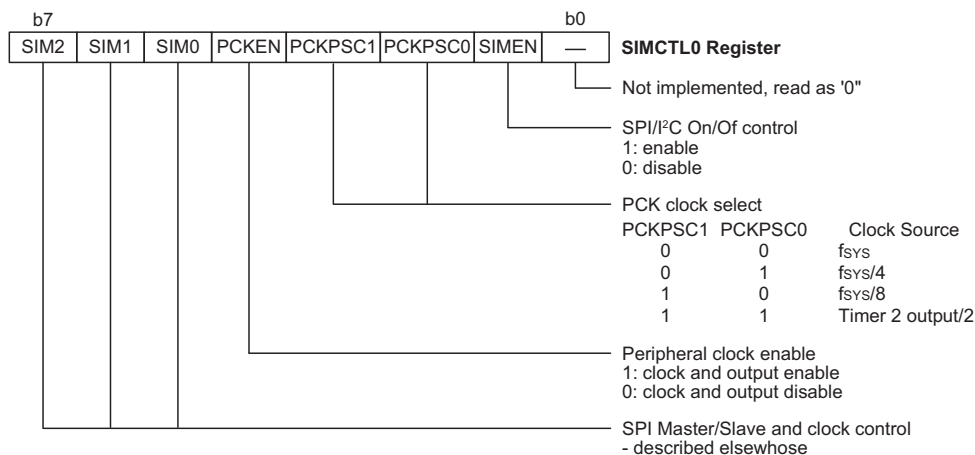 b7 b0
SIM2 SIM1 SIM0 PCKEN PCKPSC1 PCKPSC0 SIMEN — SIMCTL0 Register
Not implemented, read as '0"
SPI/I²C On/Of control
1: enable
0: disable
PCK clock select
PCKPSC1 PCKPSC0 Clock Source
0 0 fSYS
0 1 fSYS/4
1 0 fSYS/8
1 1 Timer 2 output/2
Peripheral clock enable
1: clock and output enable
0: clock and output disable
SPI Master/Slave and clock control
- described elsewhose